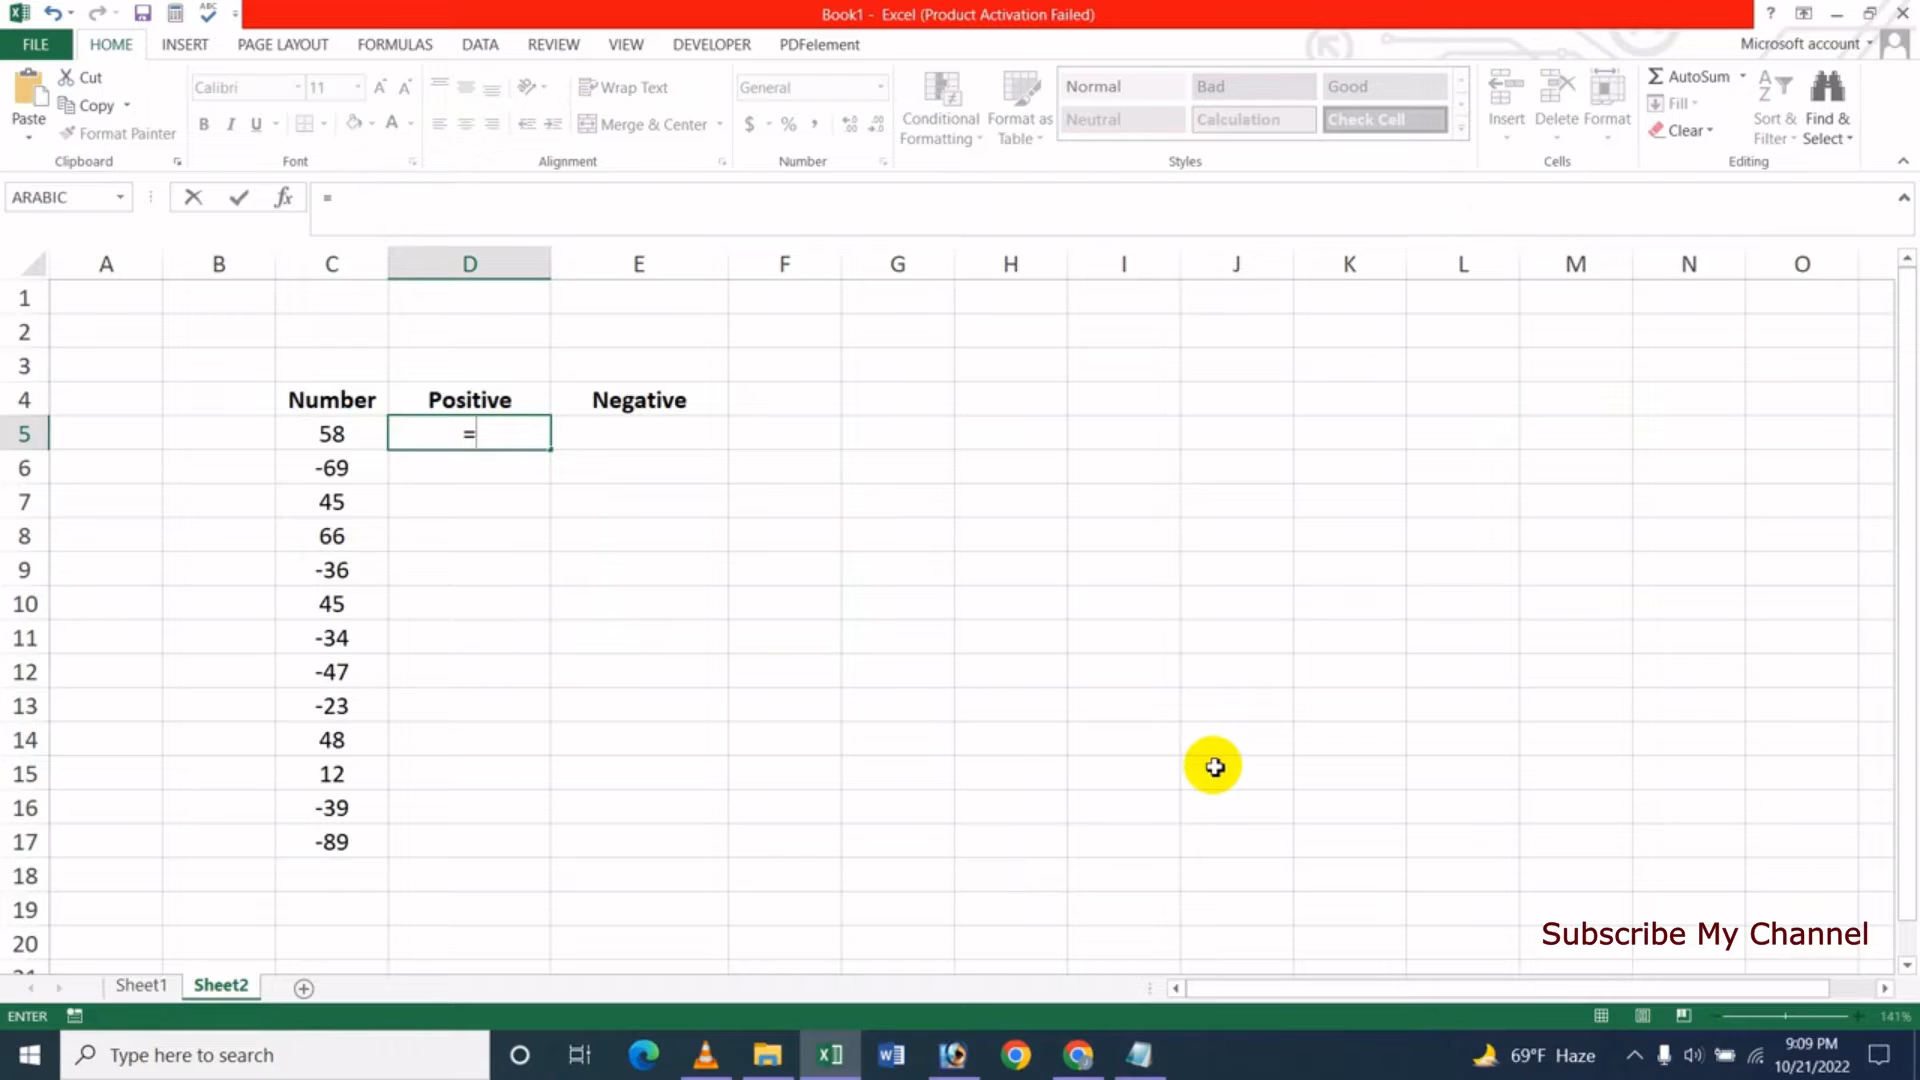 Book1 - Excel (Product Activation Failed)
FILE HOME INSERT PAGE LAYOUT FORMULAS DATA REVIEW VIEW DEVELOPER PDFelement Microsoft account
Cut
Copy
Format Painter
Paste
Clipboard
Calibri 11
B I U A
Font
Wrap Text
Merge & Center
Alignment
General
$ % ,
Number
Conditional Formatting
Format as Table
Normal Bad Good
Neutral Calculation Check Cell
Styles
Insert Delete Format
Cells
AutoSum
Fill
Clear
Sort & Filter
Find & Select
Editing
ARABIC fx =
A B C D E F G H I J K L M N O
1
2
3
4 Number Positive Negative
5 58 =
6 -69
7 45
8 66
9 -36
10 45
11 -34
12 -47
13 -23
14 48
15 12
16 -39
17 -89
18
19
20
21
Subscribe My Channel
Sheet1 Sheet2
ENTER 141%
Type here to search 69°F Haze 9:09 PM
10/21/2022